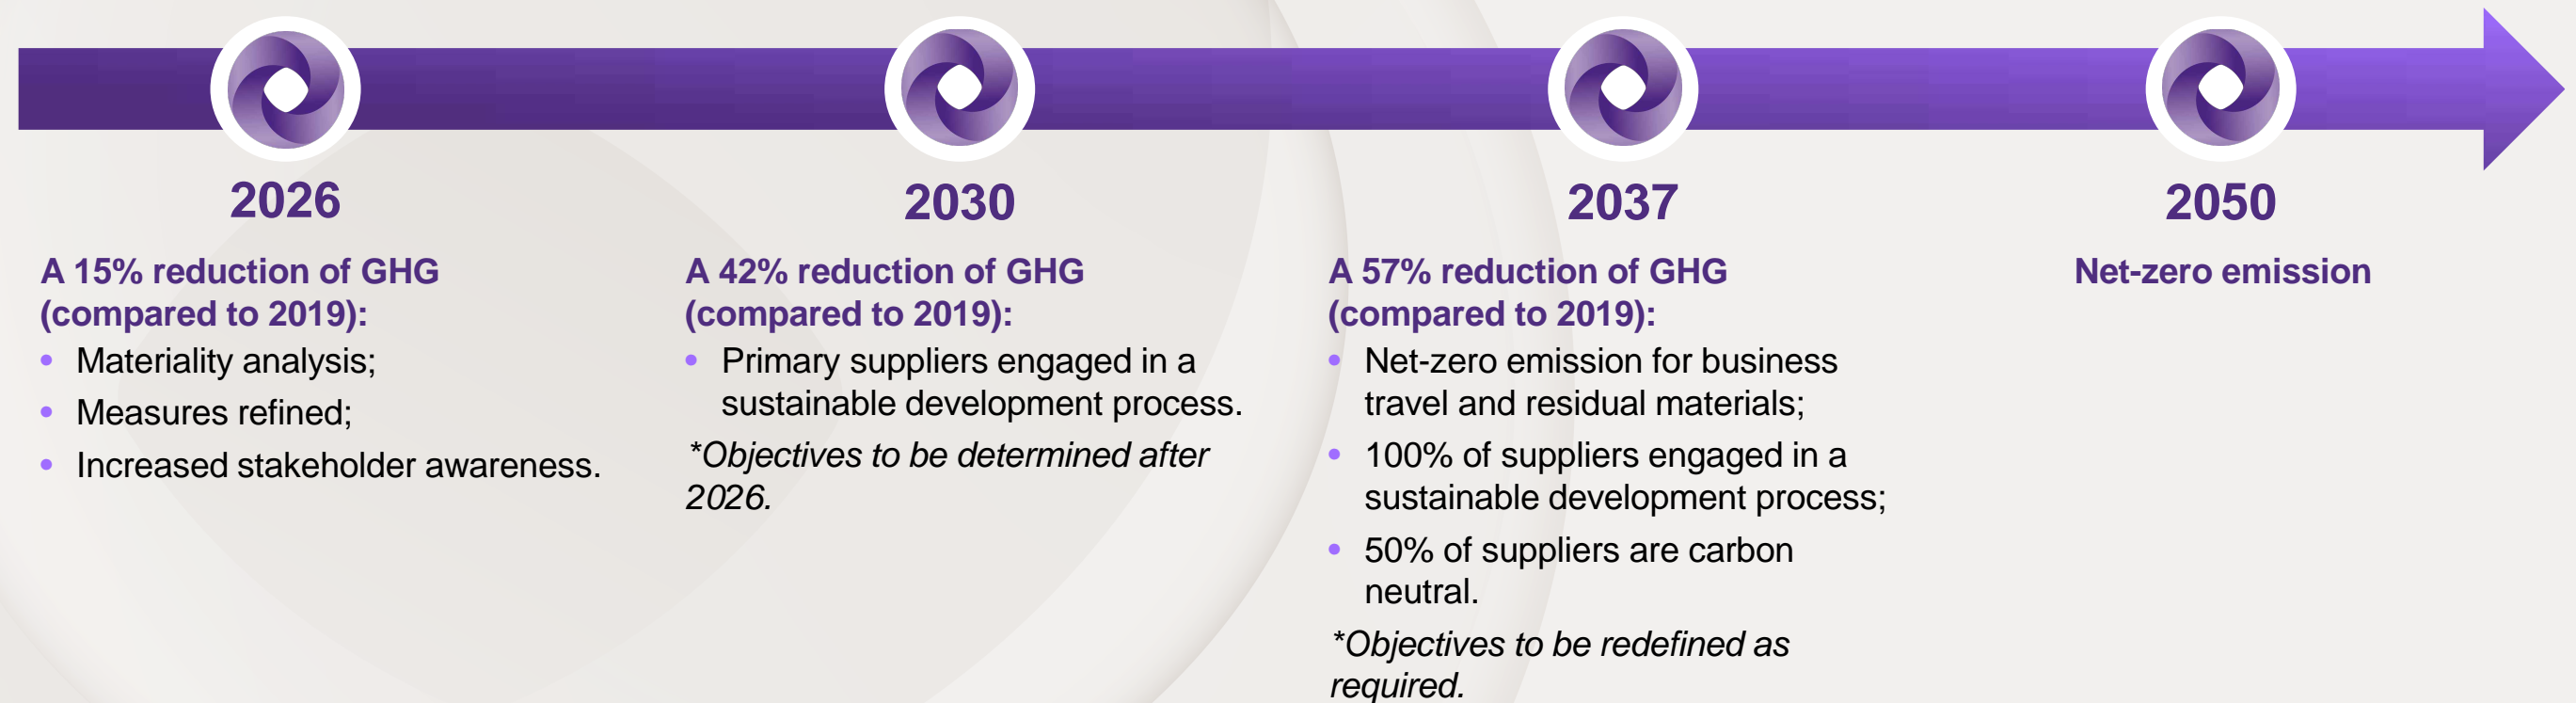 2026
A 15% reduction of GHG
(compared to 2019):
• Materiality analysis;
• Measures refined;
• Increased stakeholder awareness.
2030
A 42% reduction of GHG
(compared to 2019):
• Primary suppliers engaged in a
sustainable development process.
*Objectives to be determined after
2026.
2037
A 57% reduction of GHG
(compared to 2019):
• Net-zero emission for business
travel and residual materials;
• 100% of suppliers engaged in a
sustainable development process;
• 50% of suppliers are carbon
neutral.
*Objectives to be redefined as
required.
2050
Net-zero emission